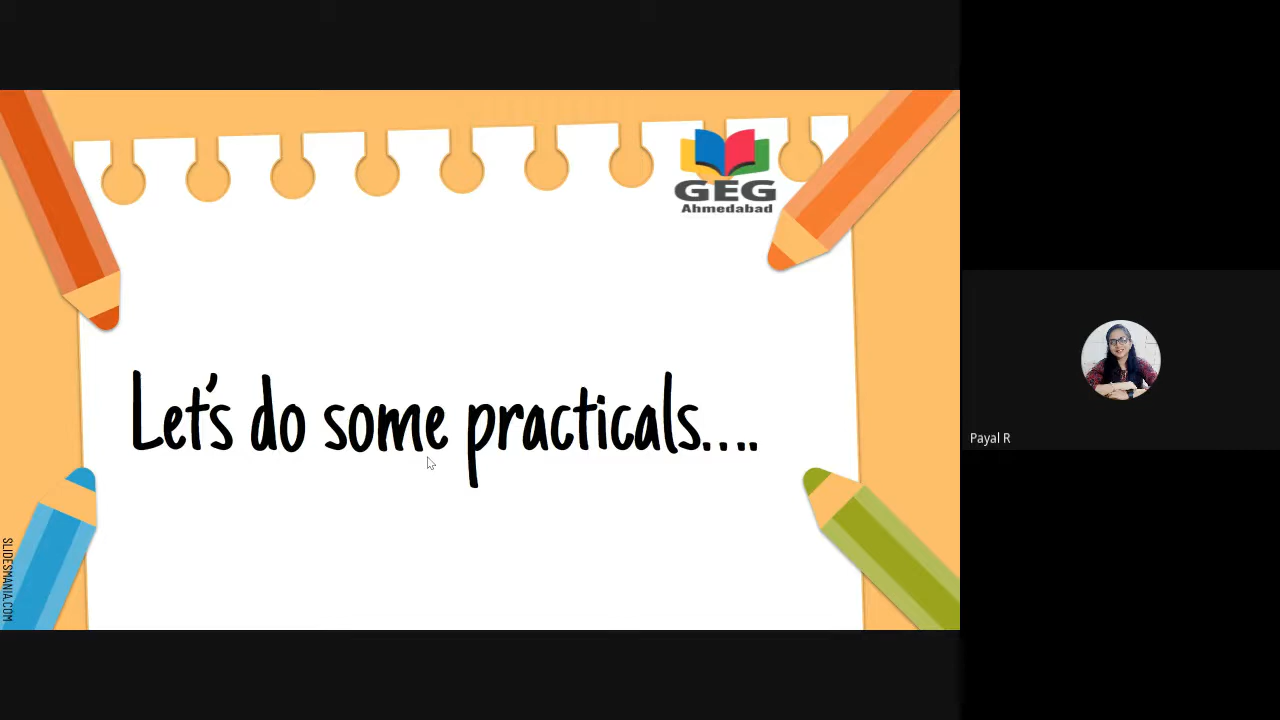 GEG
Ahmedabad
Let's do some practicals....
SLIDESMANIA.COM
Payal R